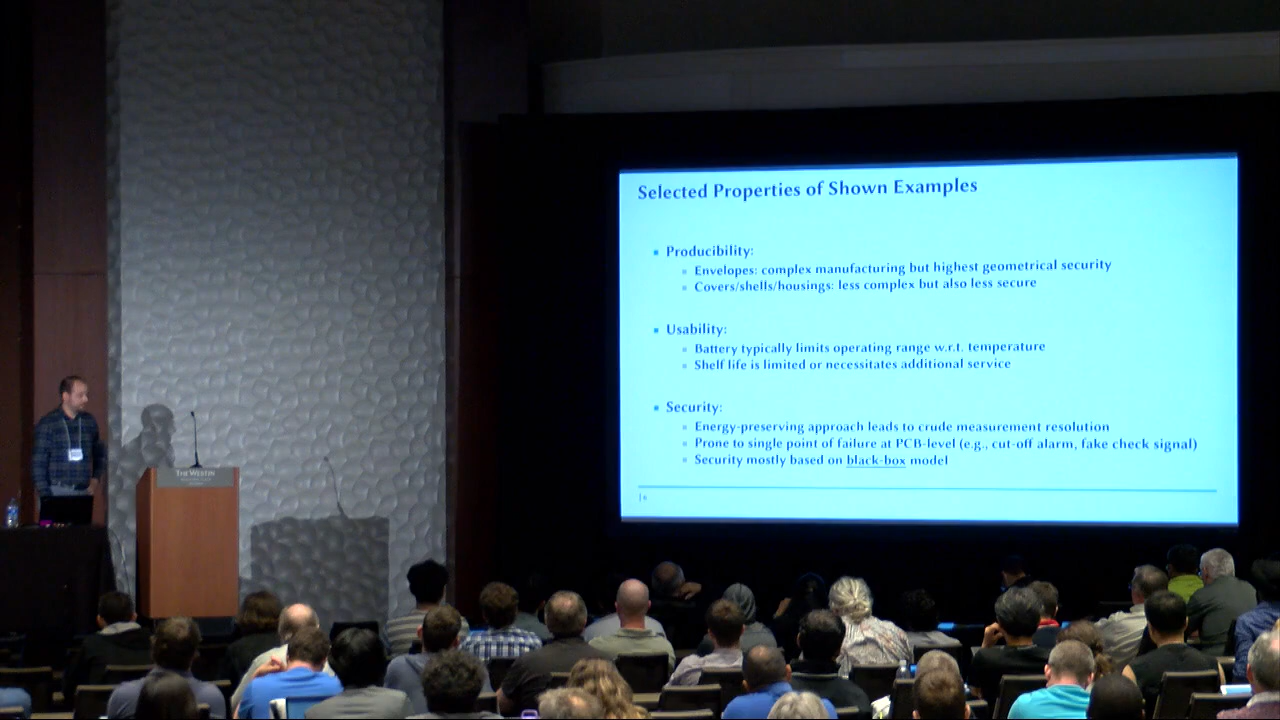 Selected Properties of Shown Examples
Producibility:
Envelopes: complex manufacturing but highest geometrical security
Covers/shells/housings: less complex but also less secure
Usability:
Battery typically limits operating range w.r.t. temperature
Shelf life is limited or necessitates additional service
Security:
Energy-preserving approach leads to crude measurement resolution
Prone to single point of failure at PCB-level (e.g., cut-off alarm, fake check signal)
Security mostly based on black-box model
THE WESTIN